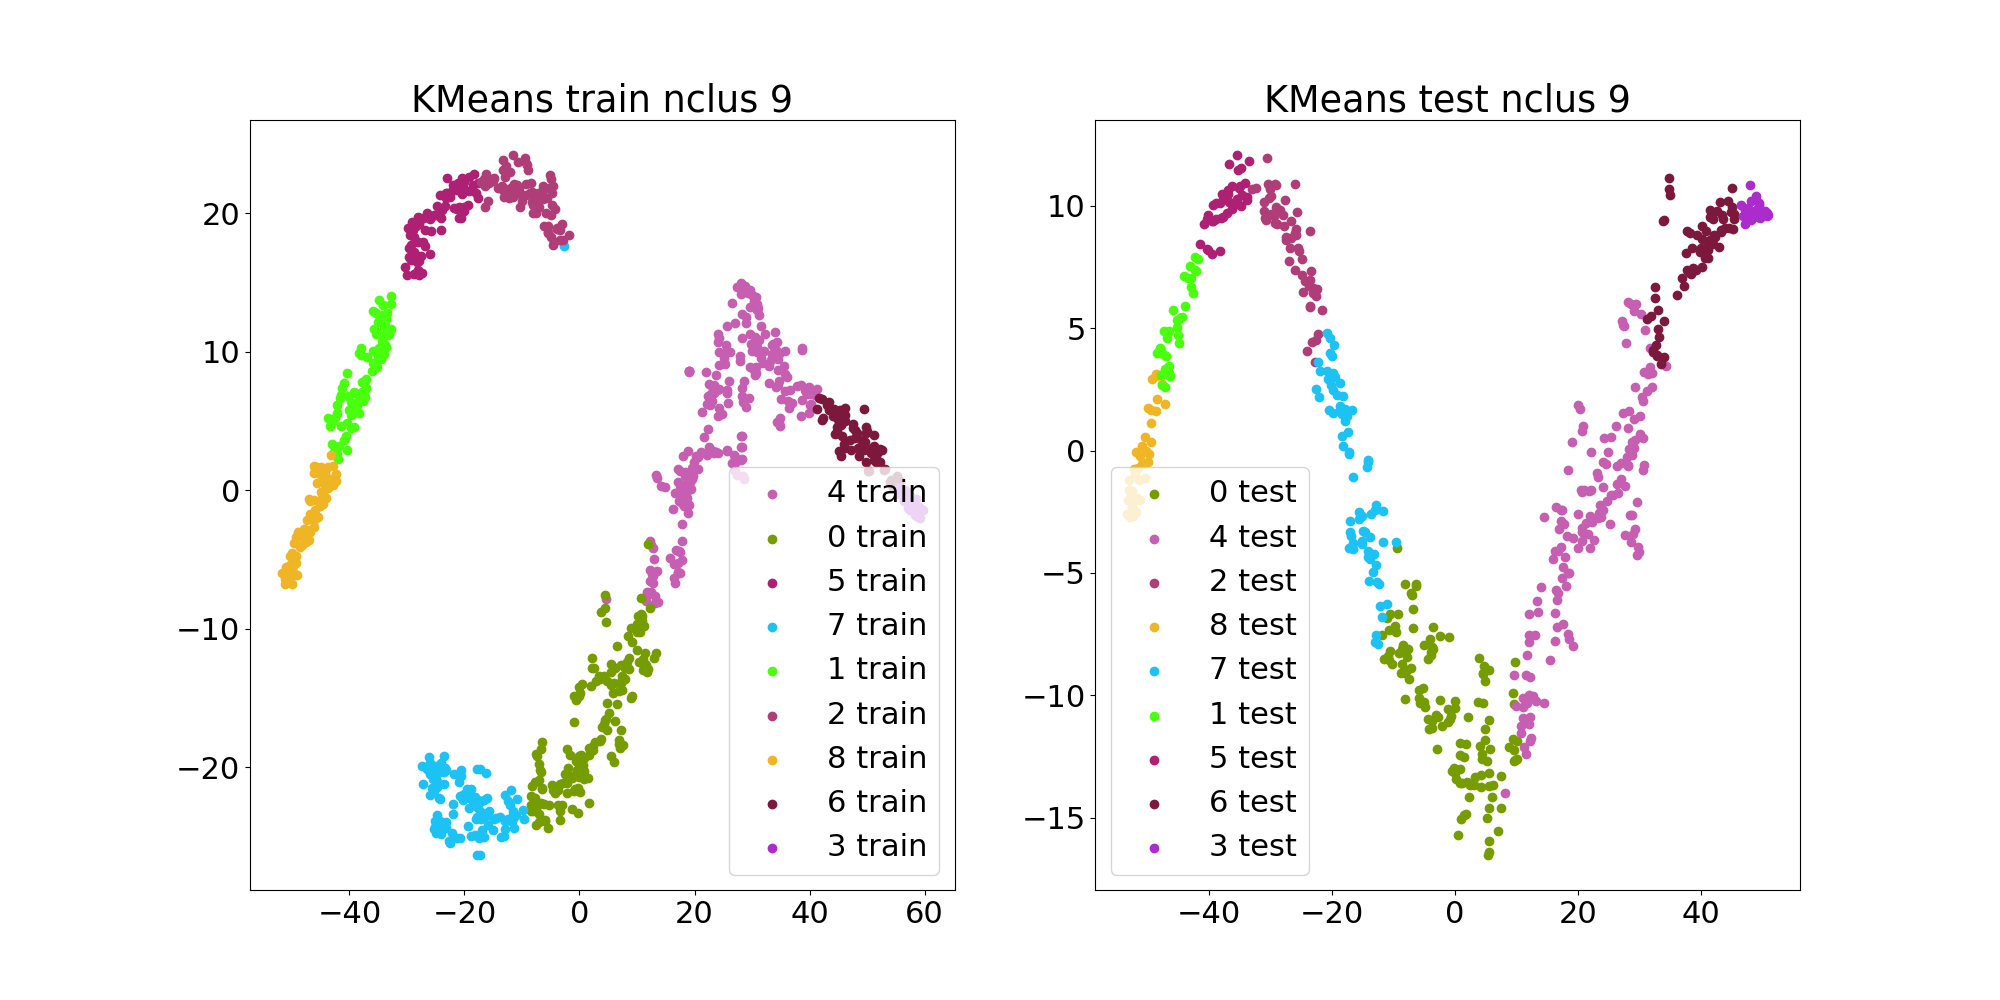 KMeans train nclus 9
20
10
0
−10
−20
−40 −20 0 20 40 60
4 train
0 train
5 train
7 train
1 train
2 train
8 train
6 train
3 train
KMeans test nclus 9
10
5
0
−5
−10
−15
−40 −20 0 20 40
0 test
4 test
2 test
8 test
7 test
1 test
5 test
6 test
3 test